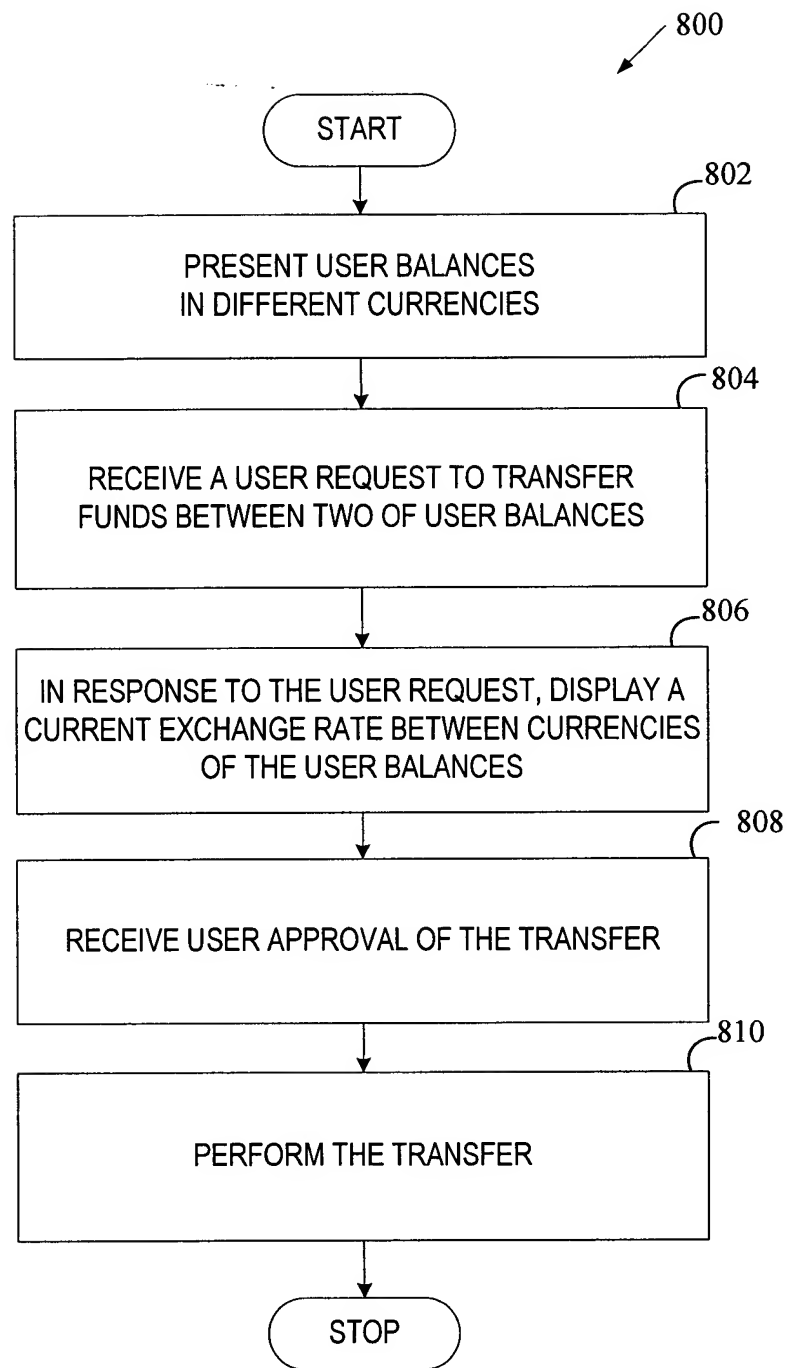 800
START
802
PRESENT USER BALANCES
IN DIFFERENT CURRENCIES
804
RECEIVE A USER REQUEST TO TRANSFER
FUNDS BETWEEN TWO OF USER BALANCES
806
IN RESPONSE TO THE USER REQUEST, DISPLAY A
CURRENT EXCHANGE RATE BETWEEN CURRENCIES
OF THE USER BALANCES
808
RECEIVE USER APPROVAL OF THE TRANSFER
810
PERFORM THE TRANSFER
STOP